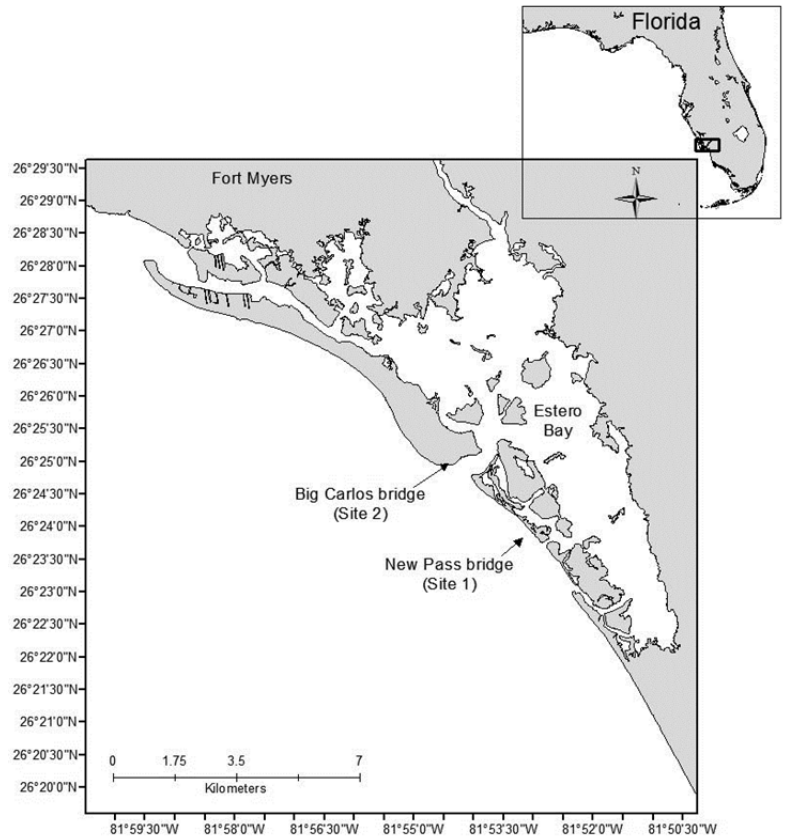 Florida
N
Fort Myers
26°29'30"N
26°29'0"N
26°28'30"N
26°28'0"N
26°27'30"N
26°27'0"N
26°26'30"N
26°26'0"N
26°25'30"N
26°25'0"N
26°24'30"N
26°24'0"N
26°23'30"N
26°23'0"N
26°22'30"N
26°22'0"N
26°21'30"N
26°21'0"N
26°20'30"N
26°20'0"N
Estero
Bay
Big Carlos bridge
(Site 2)
New Pass bridge
(Site 1)
0 1.75 3.5 7
Kilometers
81°59'30"W 81°58'0"W 81°56'30"W 81°55'0"W 81°53'30"W 81°52'0"W 81°50'30"W